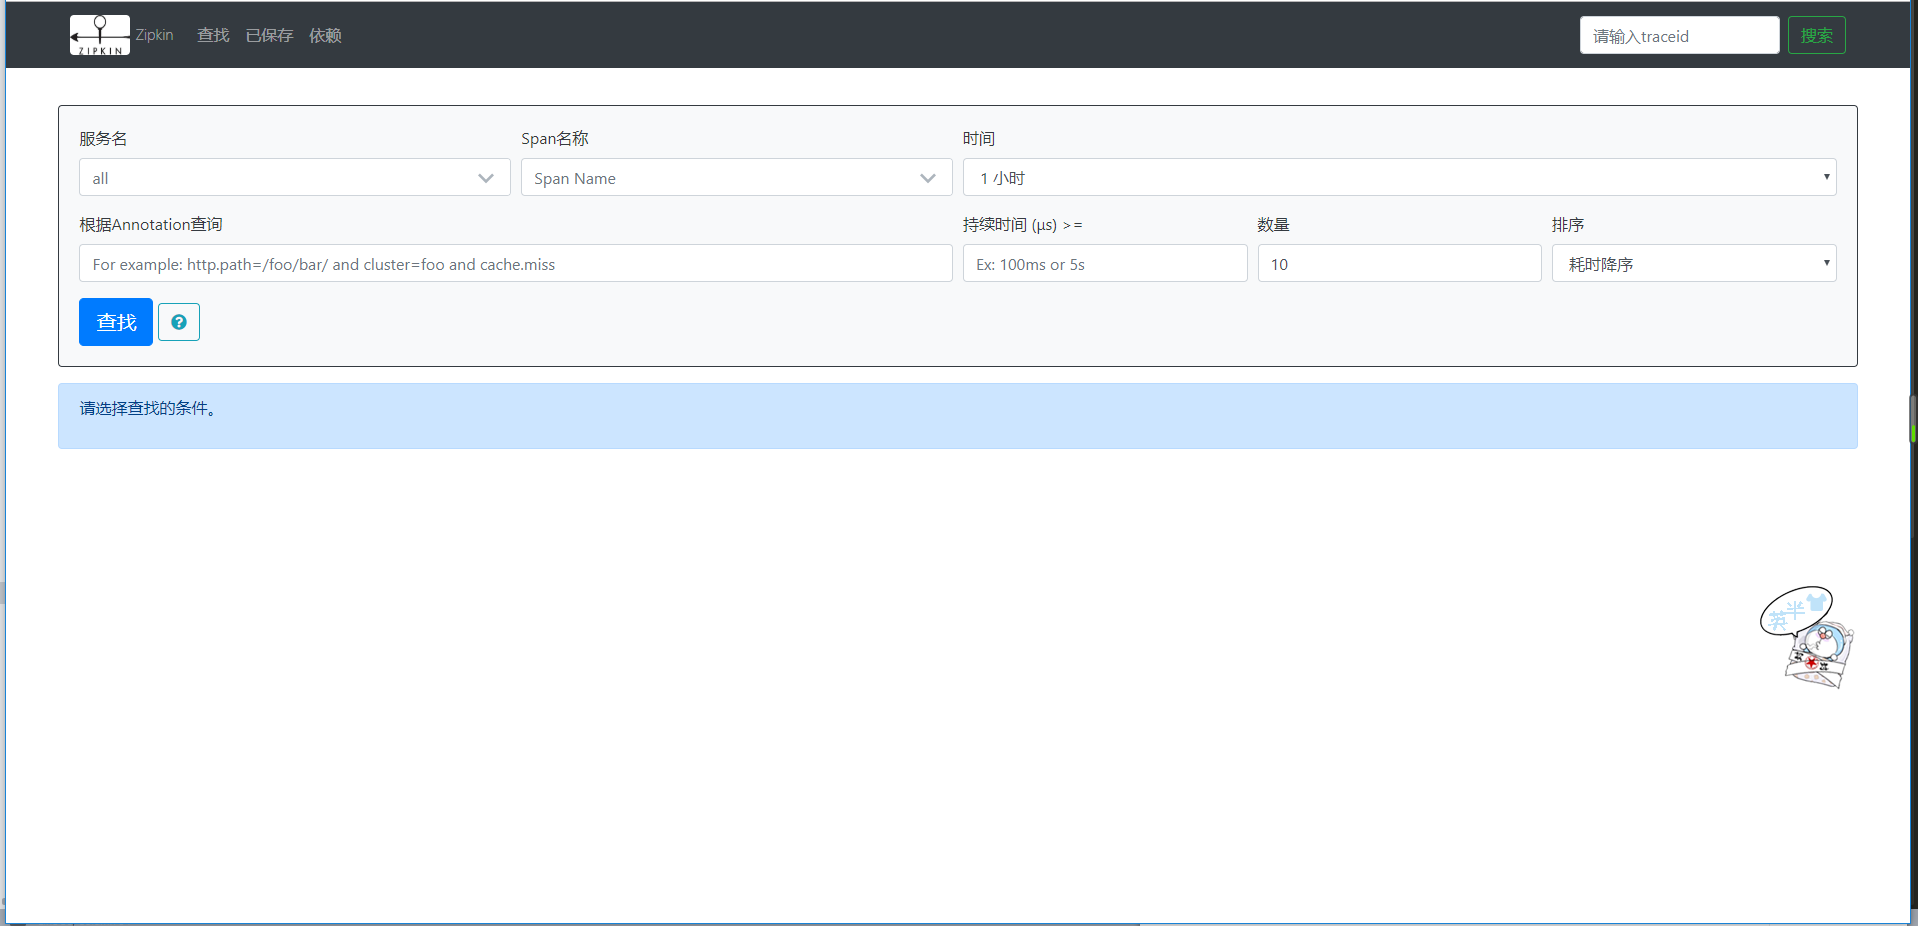 ZIPKIN
Zipkin 查找 已保存 依赖 请输入traceid 搜索
服务名 Span名称 时间
all Span Name 1 小时
根据Annotation查询 持续时间 (μs) >= 数量 排序
For example: http.path=/foo/bar/ and cluster=foo and cache.miss Ex: 100ms or 5s 10 耗时降序
查找
请选择查找的条件。
英半